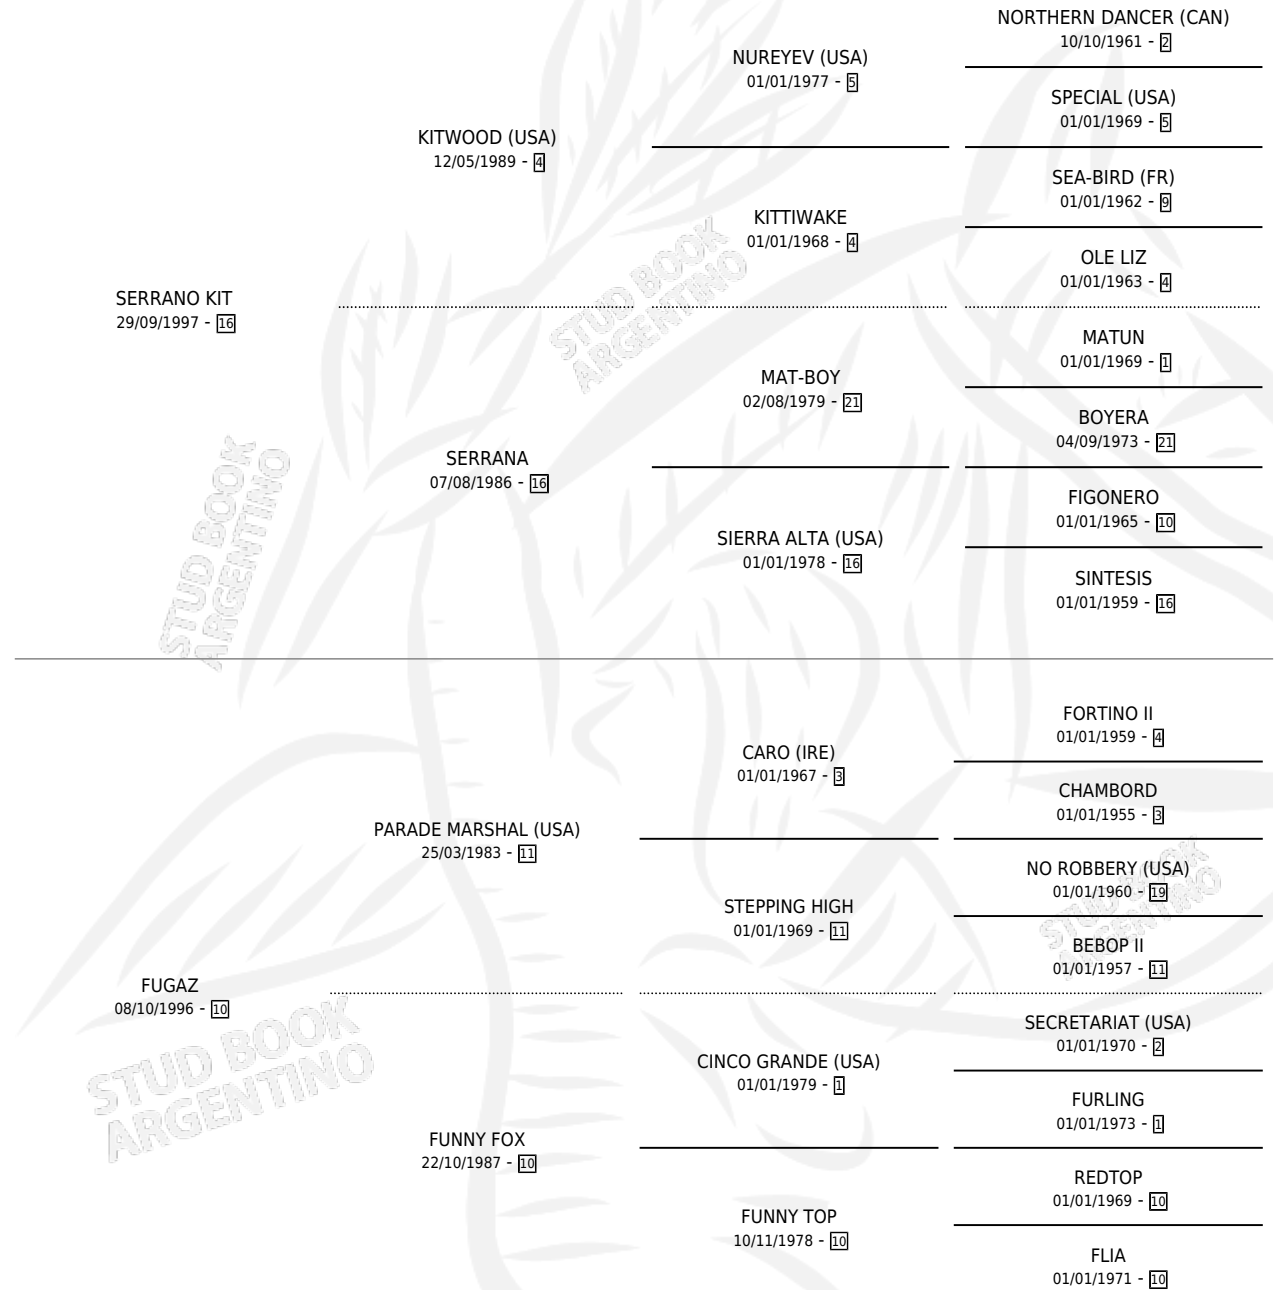 NORTHERN DANCER (CAN)
10/10/1961 - 2
NUREYEV (USA)
01/01/1977 - 5
SPECIAL (USA)
01/01/1969 - 5
KITWOOD (USA)
12/05/1989 - 4
SEA-BIRD (FR)
01/01/1962 - 9
KITTIWAKE
01/01/1968 - 4
OLE LIZ
01/01/1963 - 4
SERRANO KIT
29/09/1997 - 16
MATUN
01/01/1969 - 1
MAT-BOY
02/08/1979 - 21
BOYERA
04/09/1973 - 21
SERRANA
07/08/1986 - 16
FIGONERO
01/01/1965 - 10
SIERRA ALTA (USA)
01/01/1978 - 16
SINTESIS
01/01/1959 - 16
STUD BOOK
ARGENTINO
STUD BOOK
ARGENTINO
FORTINO II
01/01/1959 - 4
CARO (IRE)
01/01/1967 - 3
CHAMBORD
01/01/1955 - 3
PARADE MARSHAL (USA)
25/03/1983 - 11
NO ROBBERY (USA)
01/01/1960 - 19
STEPPING HIGH
01/01/1969 - 11
BEBOP II
01/01/1957 - 11
FUGAZ
08/10/1996 - 10
SECRETARIAT (USA)
01/01/1970 - 2
CINCO GRANDE (USA)
01/01/1979 - 1
FURLING
01/01/1973 - 1
FUNNY FOX
22/10/1987 - 10
REDTOP
01/01/1969 - 10
FUNNY TOP
10/11/1978 - 10
FLIA
01/01/1971 - 10
STUD BOOK
ARGENTINO
STUD BOOK
ARGENTINO